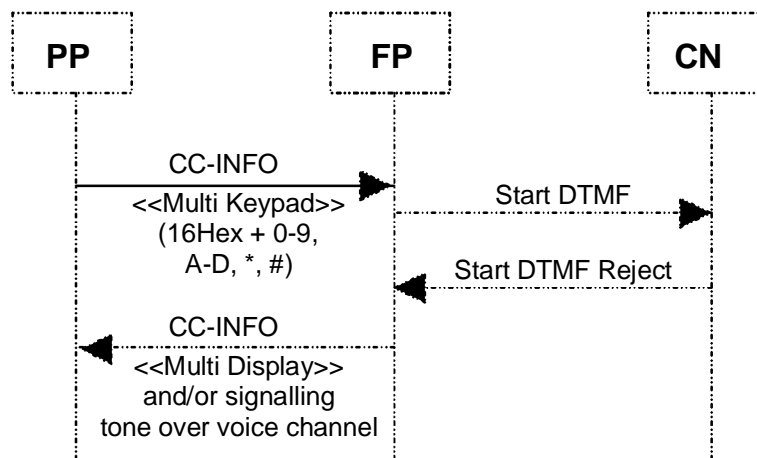 PP
FP
CN
CC-INFO
<<Multi Keypad>>
(16Hex + 0-9,
A-D, *, #)
Start DTMF
Start DTMF Reject
CC-INFO
<<Multi Display>>
and/or signalling
tone over voice channel